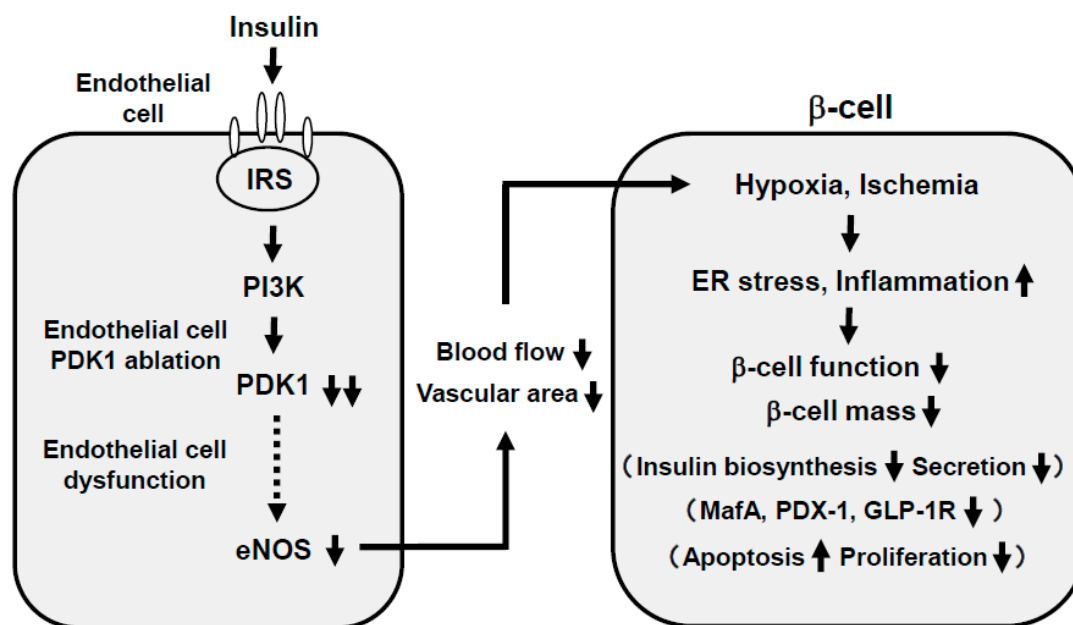 Insulin
Endothelial
cell
IRS
PI3K
Endothelial cell
PDK1 ablation
PDK1
Endothelial cell
dysfunction
eNOS
Blood flow
Vascular area
β-cell
Hypoxia, Ischemia
ER stress, Inflammation
β-cell function
β-cell mass
(Insulin biosynthesis Secretion )
(MafA, PDX-1, GLP-1R )
(Apoptosis Proliferation )